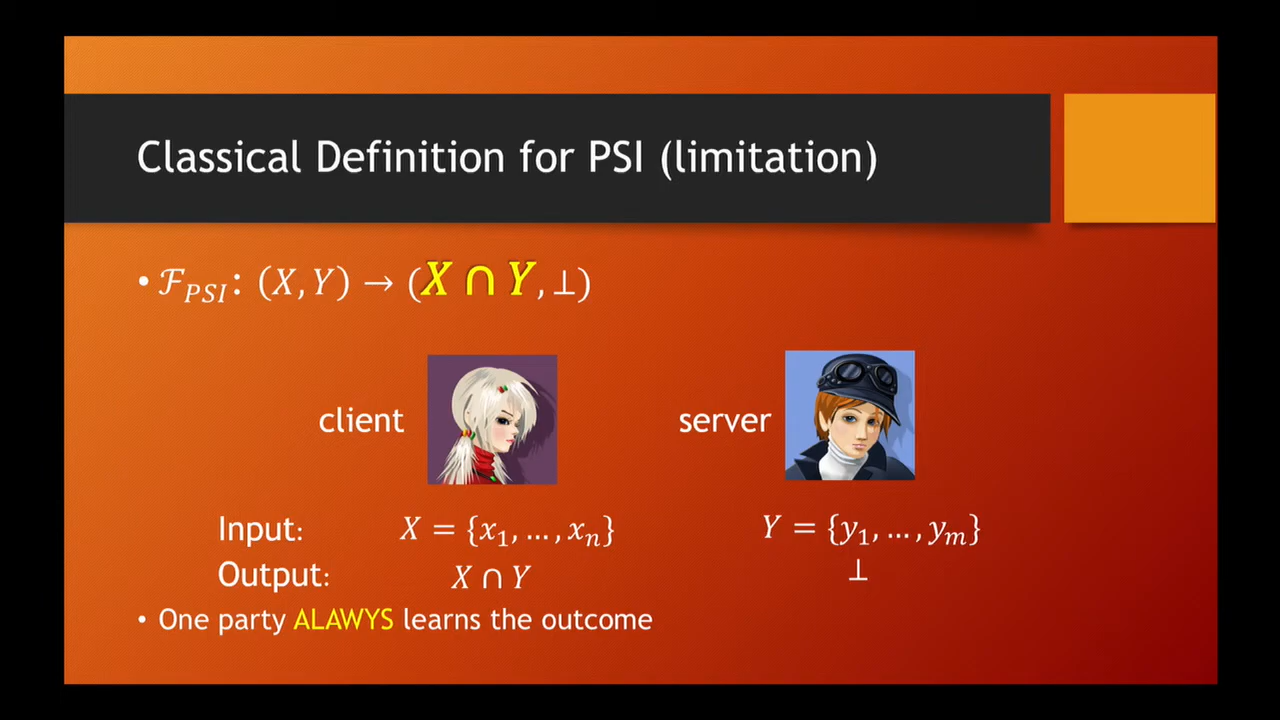 Classical Definition for PSI (limitation)
• ℱ_PSI: (X, Y) → (X ∩ Y, ⊥)
client
server
Input: X = {x₁, …, xₙ} Y = {y₁, …, yₘ}
Output: X ∩ Y ⊥
• One party ALAWYS learns the outcome